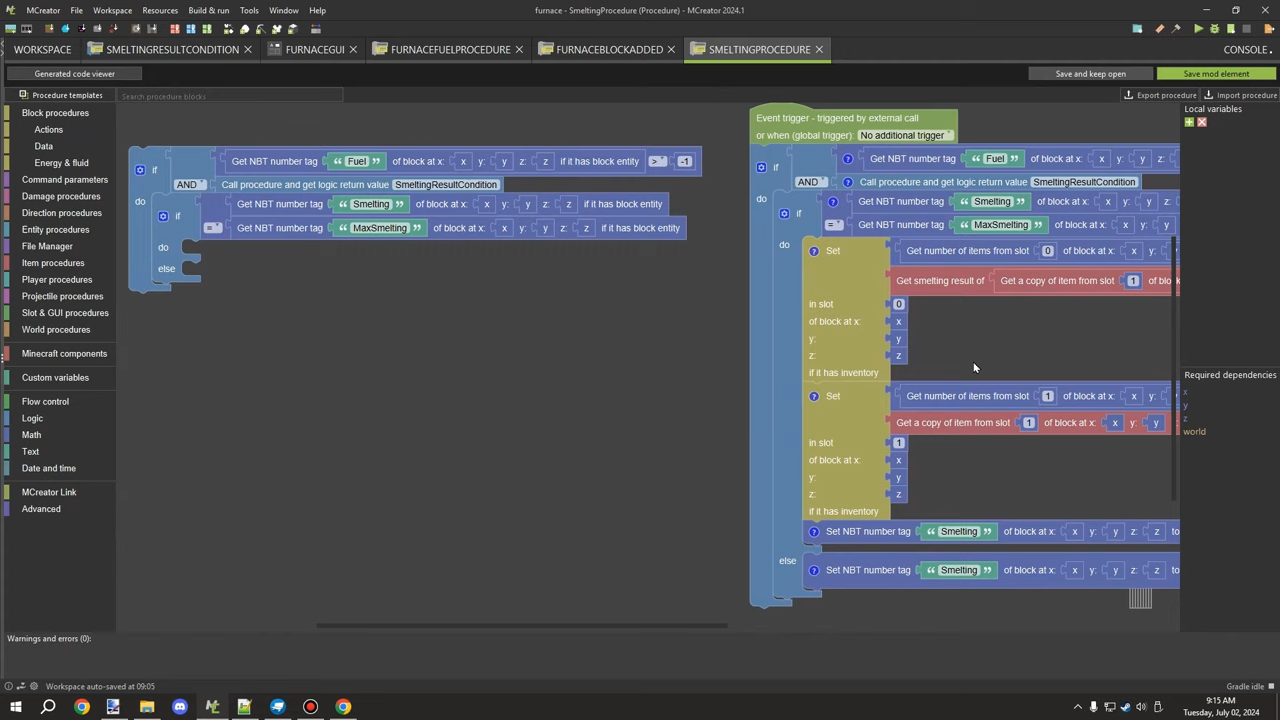 MCreator File Workspace Resources Build & run Tools Window Help furnace - SmeltingProcedure (Procedure) - MCreator 2024.1
WORKSPACE SMELTINGRESULTCONDITION FURNACEGUI FURNACEFUELPROCEDURE FURNACEBLOCKADDED SMELTINGPROCEDURE CONSOLE
Generated code viewer Save and keep open Save mod element
Procedure templates Search procedure blocks Export procedure Import procedure
Block procedures
Actions
Data
Energy & fluid
Command parameters
Damage procedures
Direction procedures
Entity procedures
File Manager
Item procedures
Player procedures
Projectile procedures
Slot & GUI procedures
World procedures
Minecraft components
Custom variables
Flow control
Logic
Math
Text
Date and time
MCreator Link
Advanced
if Get NBT number tag “ Fuel ” of block at x: x y: y z: z if it has block entity > -1
AND Call procedure and get logic return value SmeltingResultCondition
do if Get NBT number tag “ Smelting ” of block at x: x y: y z: z if it has block entity
= Get NBT number tag “ MaxSmelting ” of block at x: x y: y z: z if it has block entity
do
else
Event trigger - triggered by external call
or when (global trigger): No additional trigger
if ? Get NBT number tag “ Fuel ” of block at x: x y: y z:
AND ? Call procedure and get logic return value SmeltingResultCondition
do if ? Get NBT number tag “ Smelting ” of block at x: x y: y z:
= ? Get NBT number tag “ MaxSmelting ” of block at x: x y: y
do ? Set Get number of items from slot 0 of block at x: x y:
Get smelting result of Get a copy of item from slot 1 of blo
in slot 0
of block at x: x
y: y
z: z
if it has inventory
? Set Get number of items from slot 1 of block at x: x y:
Get a copy of item from slot 1 of block at: x: x y: y
in slot 1
of block at x: x
y: y
z: z
if it has inventory
? Set NBT number tag “ Smelting ” of block at x: x y: y z: z to
else ? Set NBT number tag “ Smelting ” of block at x: x y: y z: z to
Local variables
Required dependencies
x
y
z
world
Warnings and errors (0):
Workspace auto-saved at 09:05 Gradle idle
9:15 AM
Tuesday, July 02, 2024